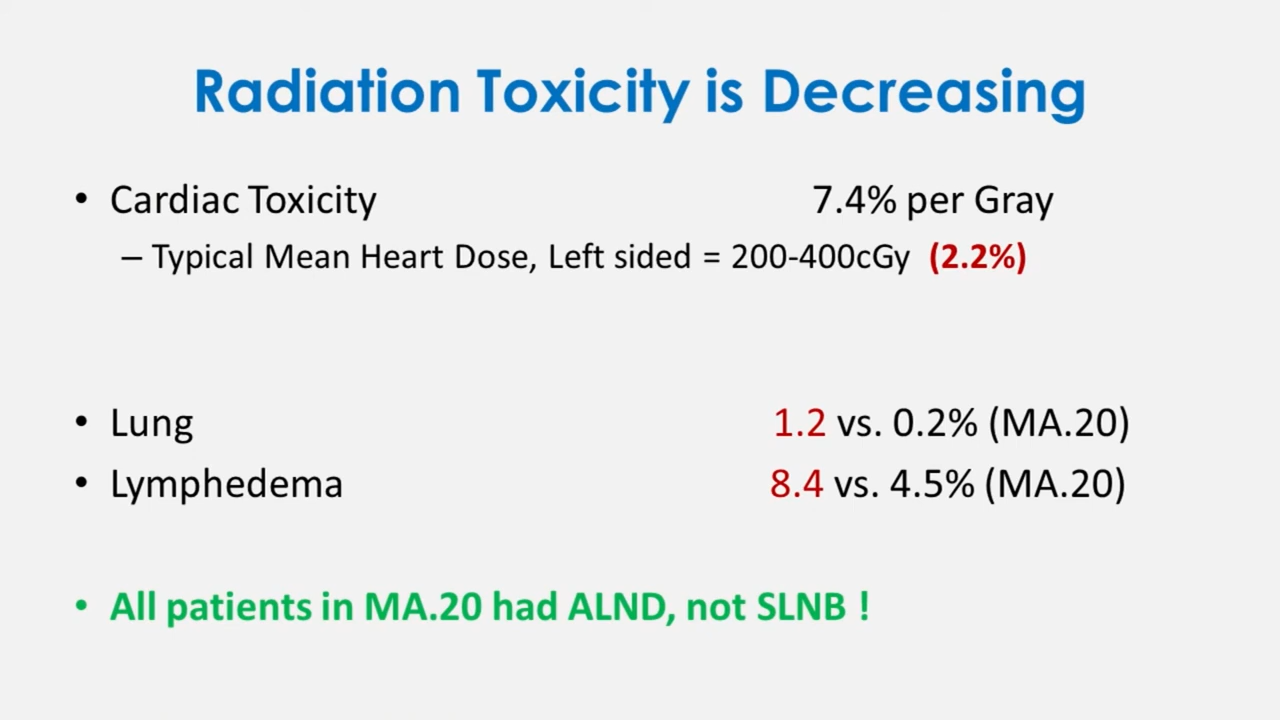 Radiation Toxicity is Decreasing
• Cardiac Toxicity 7.4% per Gray
– Typical Mean Heart Dose, Left sided = 200-400cGy (2.2%)
• Lung 1.2 vs. 0.2% (MA.20)
• Lymphedema 8.4 vs. 4.5% (MA.20)
• All patients in MA.20 had ALND, not SLNB !